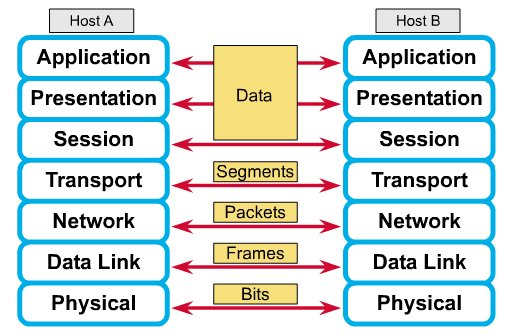 Host A Host B
Application Application
Presentation Data Presentation
Session Session
Transport Segments Transport
Network Packets Network
Data Link Frames Data Link
Physical Bits Physical